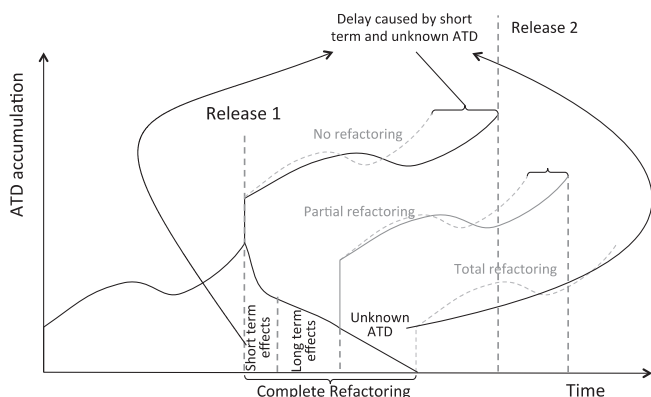 Delay caused by short
term and unknown ATD
Release 2
Release 1
ATD accumulation
No refactoring
Partial refactoring
Total refactoring
Unknown
ATD
Short term
effects
Long term
effects
Complete Refactoring
Time